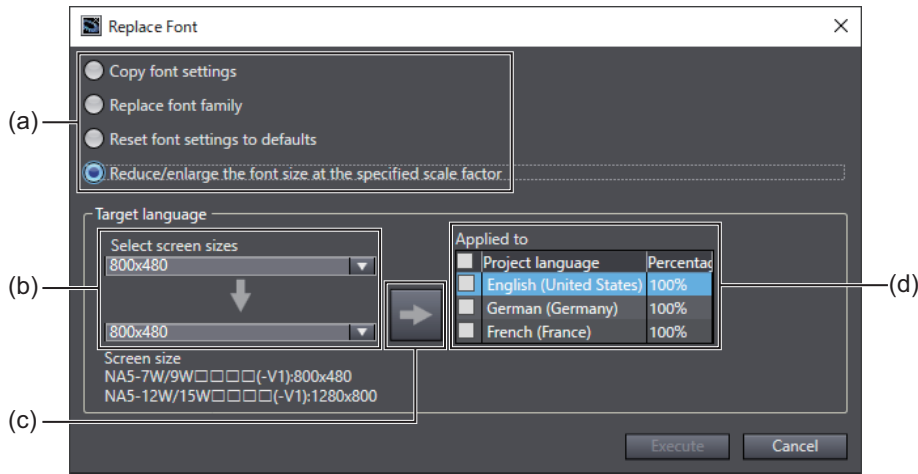 Replace Font
(a)
Copy font settings
Replace font family
Reset font settings to defaults
Reduce/enlarge the font size at the specified scale factor
Target language
(b)
Select screen sizes
800x480
800x480
Screen size
NA5-7W/9W□□□□(-V1):800x480
NA5-12W/15W□□□□(-V1):1280x800
(c)
Applied to
Project language Percentag
English (United States) 100%
German (Germany) 100%
French (France) 100%
(d)
Execute Cancel